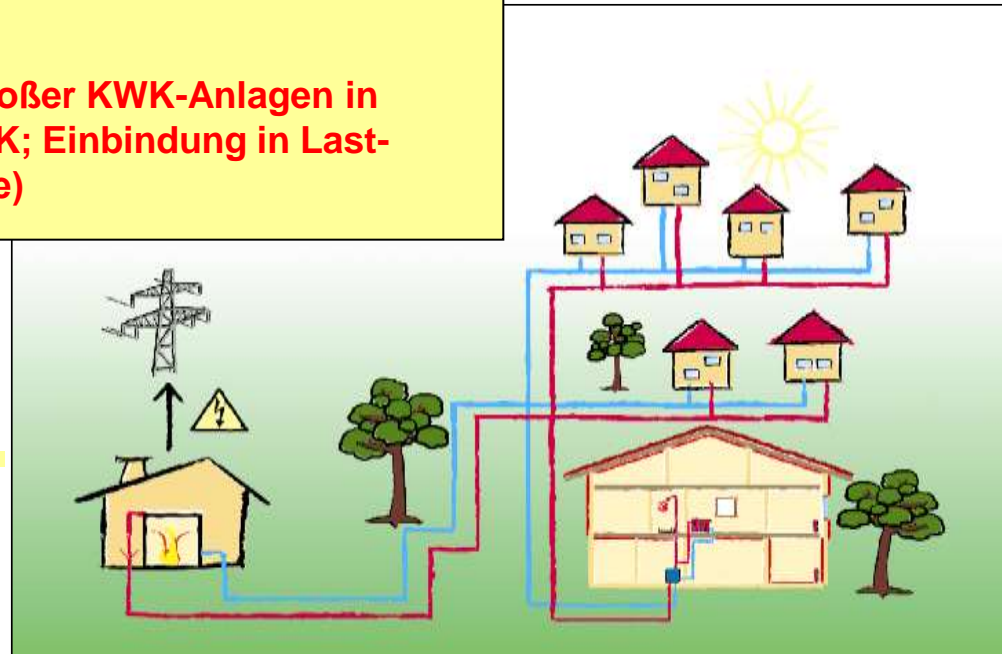 oßer KWK-Anlagen in
K; Einbindung in Last-
e)